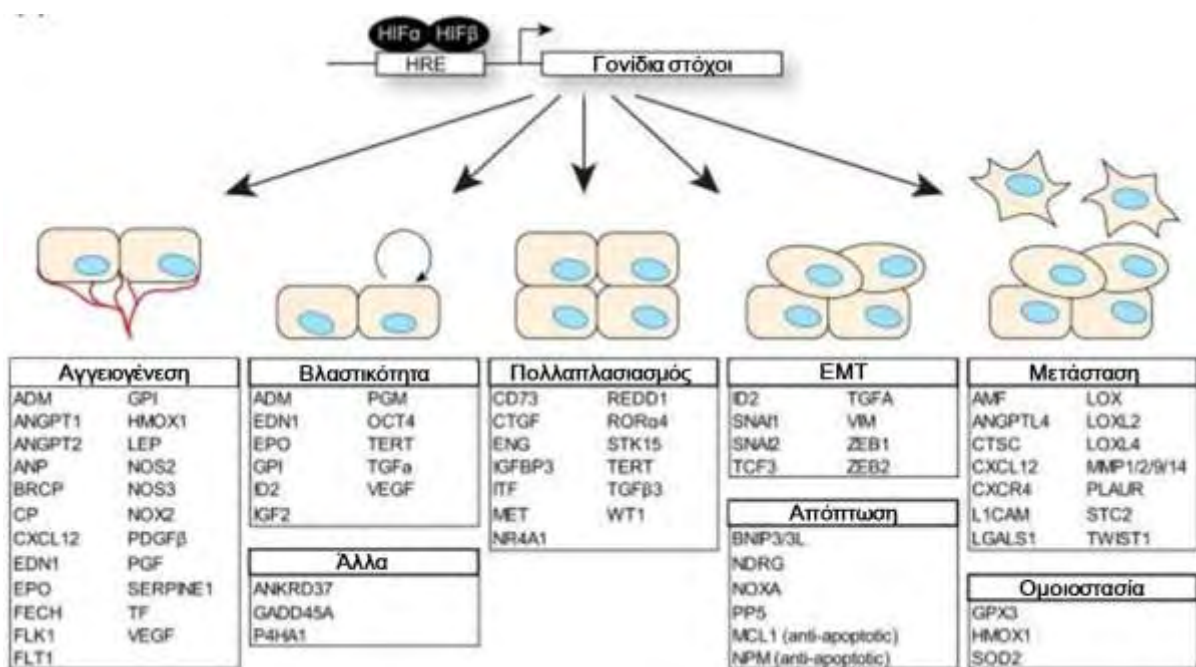 HIFα HIFβ
HRE
Γονίδια στόχοι
Αγγειογένεση
ADM GPI
ANGPT1 HMOX1
ANGPT2 LEP
ANP NOS2
BRCP NOS3
CP NOX2
CXCL12 PDGFβ
EDN1 PGF
EPO SERPINE1
FECH TF
FLK1 VEGF
FLT1
Βλαστικότητα
ADM PGM
EDN1 OCT4
EPO TERT
GPI TGFa
ID2 VEGF
IGF2
Άλλα
ANKRD37
GADD45A
P4HA1
Πολλαπλασιασμός
CD73 REDD1
CTGF RORα4
ENG STK15
IGFBP3 TERT
ITF TGFβ3
MET WT1
NR4A1
EMT
ID2 TGFA
SNAI1 VIM
SNAI2 ZEB1
TCF3 ZEB2
Απόπτωση
BNIP3/3L
NDRG
NOXA
PP5
MCL1 (anti-apoptotic)
NPM (anti-apoptotic)
Μετάσταση
AMF LOX
ANGPTL4 LOXL2
CTSC LOXL4
CXCL12 MMP1/2/9/14
CXCR4 PLAUR
L1CAM STC2
LGALS1 TWIST1
Ομοιοστασία
GPX3
HMOX1
SOD2